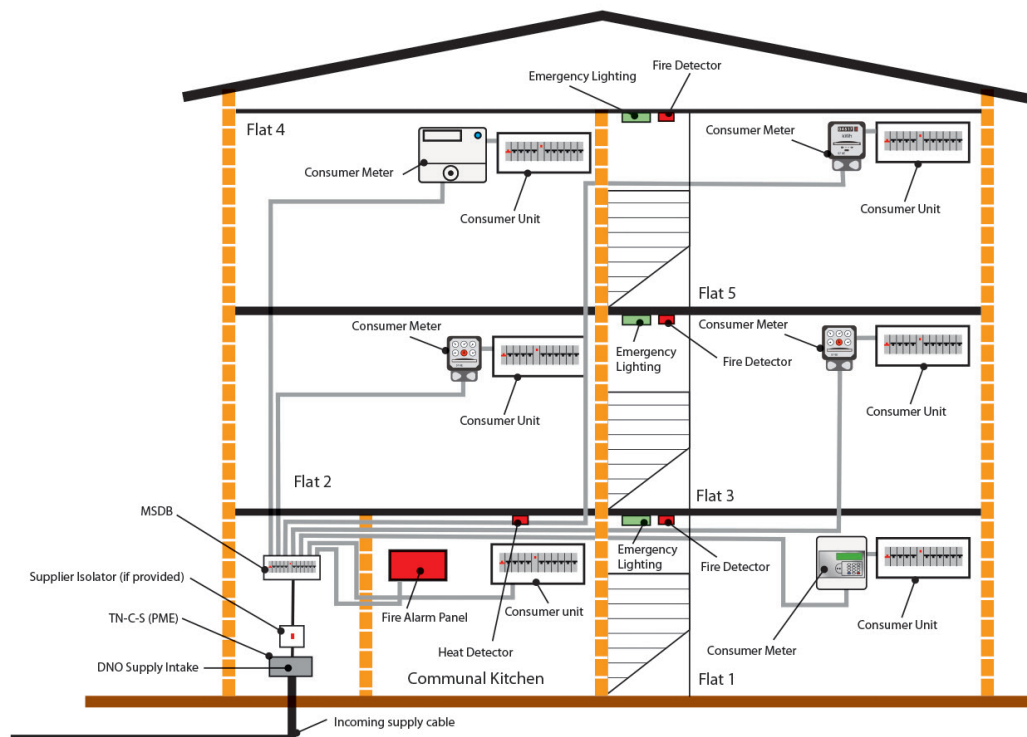 Emergency Lighting
Fire Detector
Flat 4
Consumer Meter
Consumer Unit
Consumer Meter
Consumer Unit
Flat 5
Consumer Meter
Consumer Unit
Emergency
Lighting
Fire Detector
Consumer Meter
Consumer Unit
Flat 2
Flat 3
MSDB
Supplier Isolator (if provided)
TN-C-S (PME)
DNO Supply Intake
Fire Alarm Panel
Heat Detector
Consumer unit
Communal Kitchen
Emergency
Lighting
Fire Detector
Consumer Meter
Consumer Unit
Flat 1
Incoming supply cable